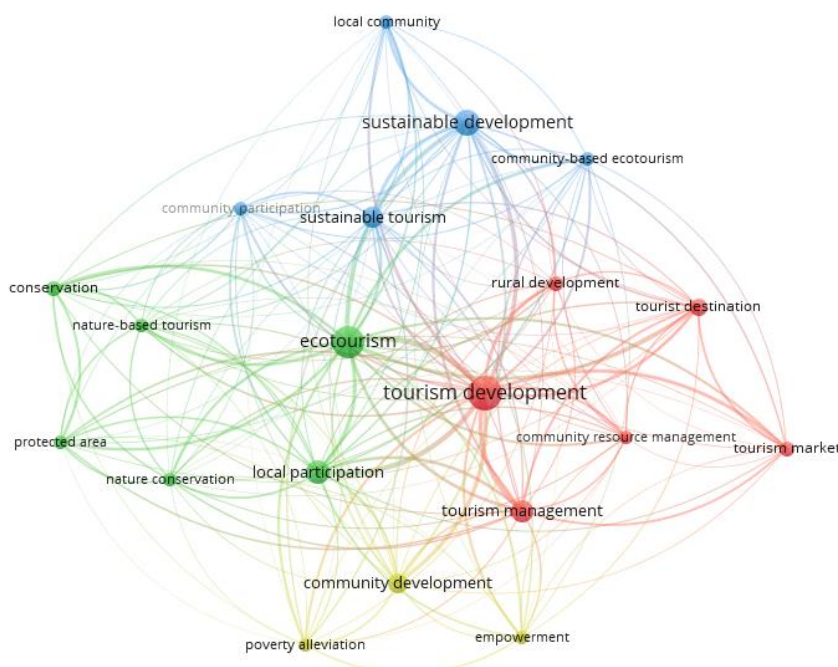 local community
sustainable development
community-based ecotourism
community participation
sustainable tourism
conservation
rural development
tourist destination
nature-based tourism
ecotourism
tourism development
protected area
nature conservation
local participation
community resource management
tourism market
tourism management
community development
poverty alleviation
empowerment